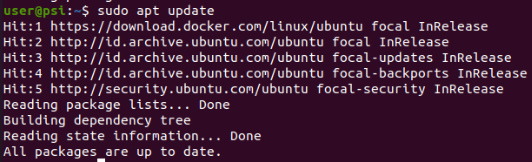 user@psi:~$ sudo apt update
Hit:1 https://download.docker.com/linux/ubuntu focal InRelease
Hit:2 http://id.archive.ubuntu.com/ubuntu focal InRelease
Hit:3 http://id.archive.ubuntu.com/ubuntu focal-updates InRelease
Hit:4 http://id.archive.ubuntu.com/ubuntu focal-backports InRelease
Hit:5 http://security.ubuntu.com/ubuntu focal-security InRelease
Reading package lists... Done
Building dependency tree
Reading state information... Done
All packages are up to date.